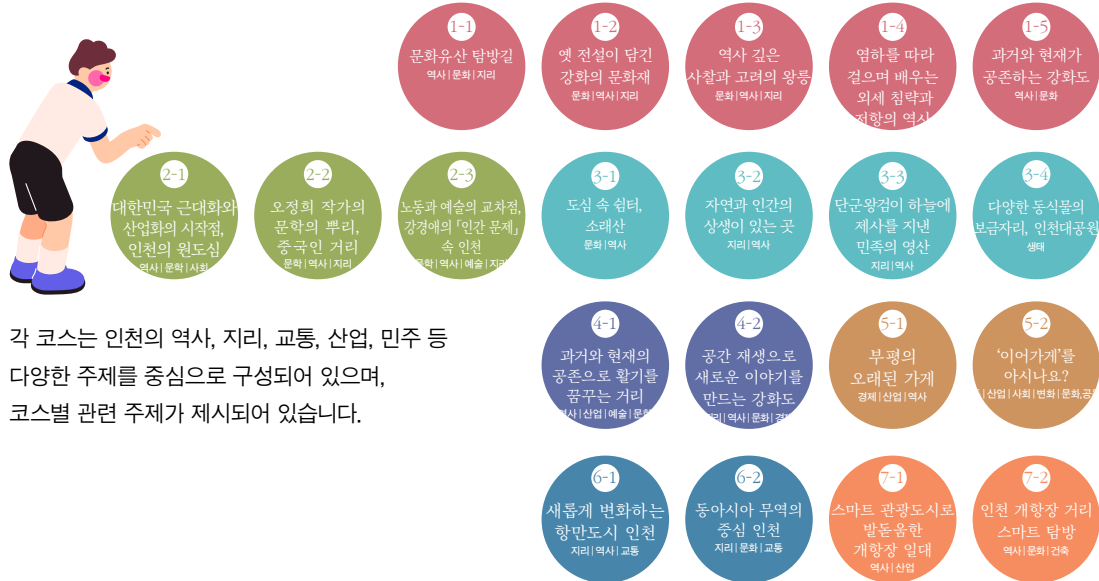 1-1
문화유산 탐방길
역사|문화|지리
1-2
옛 전설이 담긴
강화의 문화재
문화|역사|지리
1-3
역사 깊은
사찰과 고려의 왕릉
문화|역사|지리
1-4
염하를 따라
걸으며 배우는
외세 침략과
저항의 역사
1-5
과거와 현재가
공존하는 강화도
역사|문화
2-1
대한민국 근대화와
산업화의 시작점,
인천의 원도심
역사|문학|사회
2-2
오정희 작가의
문학의 뿌리,
중국인 거리
문학|역사|지리
2-3
노동과 예술의 교차점,
강경애의 「인간 문제」
속 인천
문학|역사|예술|지리
3-1
도심 속 쉼터,
소래산
문화|역사
3-2
자연과 인간의
상생이 있는 곳
지리|역사
3-3
단군왕검이 하늘에
제사를 지낸
민족의 영산
지리|역사
3-4
다양한 동식물의
보금자리, 인천대공원
생태
각 코스는 인천의 역사, 지리, 교통, 산업, 민주 등
다양한 주제를 중심으로 구성되어 있으며,
코스별 관련 주제가 제시되어 있습니다.
4-1
과거와 현재의
공존으로 활기를
꿈꾸는 거리
역사|산업|예술|문학
4-2
공간 재생으로
새로운 이야기를
만드는 강화도
지리|역사|문화|경제
5-1
부평의
오래된 가게
경제|산업|역사
5-2
‘이어가게’를
아시나요?
|산업|사회|변화|문화,공
6-1
새롭게 변화하는
항만도시 인천
지리|역사|교통
6-2
동아시아 무역의
중심 인천
지리|문화|교통
7-1
스마트 관광도시로
발돋움한
개항장 일대
역사|산업
7-2
인천 개항장 거리
스마트 탐방
역사|문화|건축